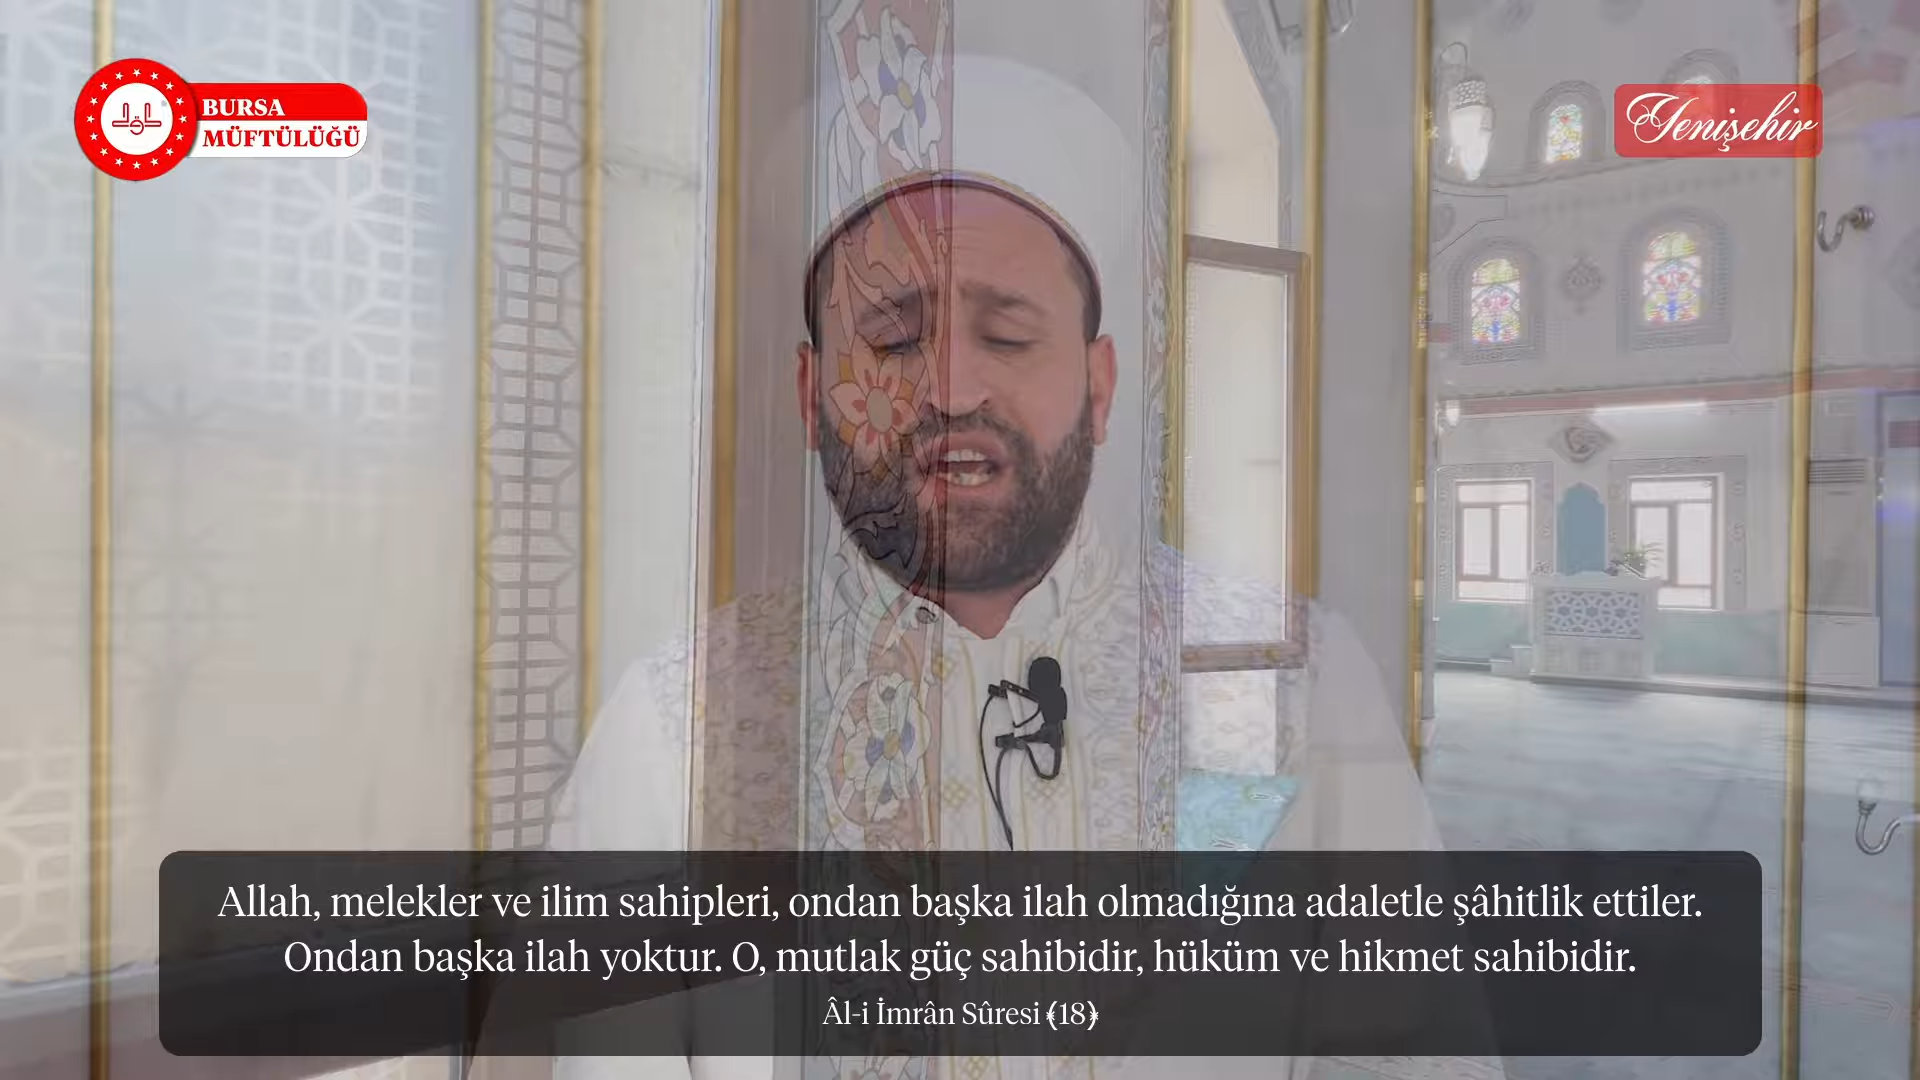 BURSA
MÜFTÜLÜĞÜ
Yenişehir
Allah, melekler ve ilim sahipleri, ondan başka ilah olmadığına adaletle şâhitlik ettiler.
Ondan başka ilah yoktur. O, mutlak güç sahibidir, hüküm ve hikmet sahibidir.
Âl-i İmrân Sûresi ﴾18﴿